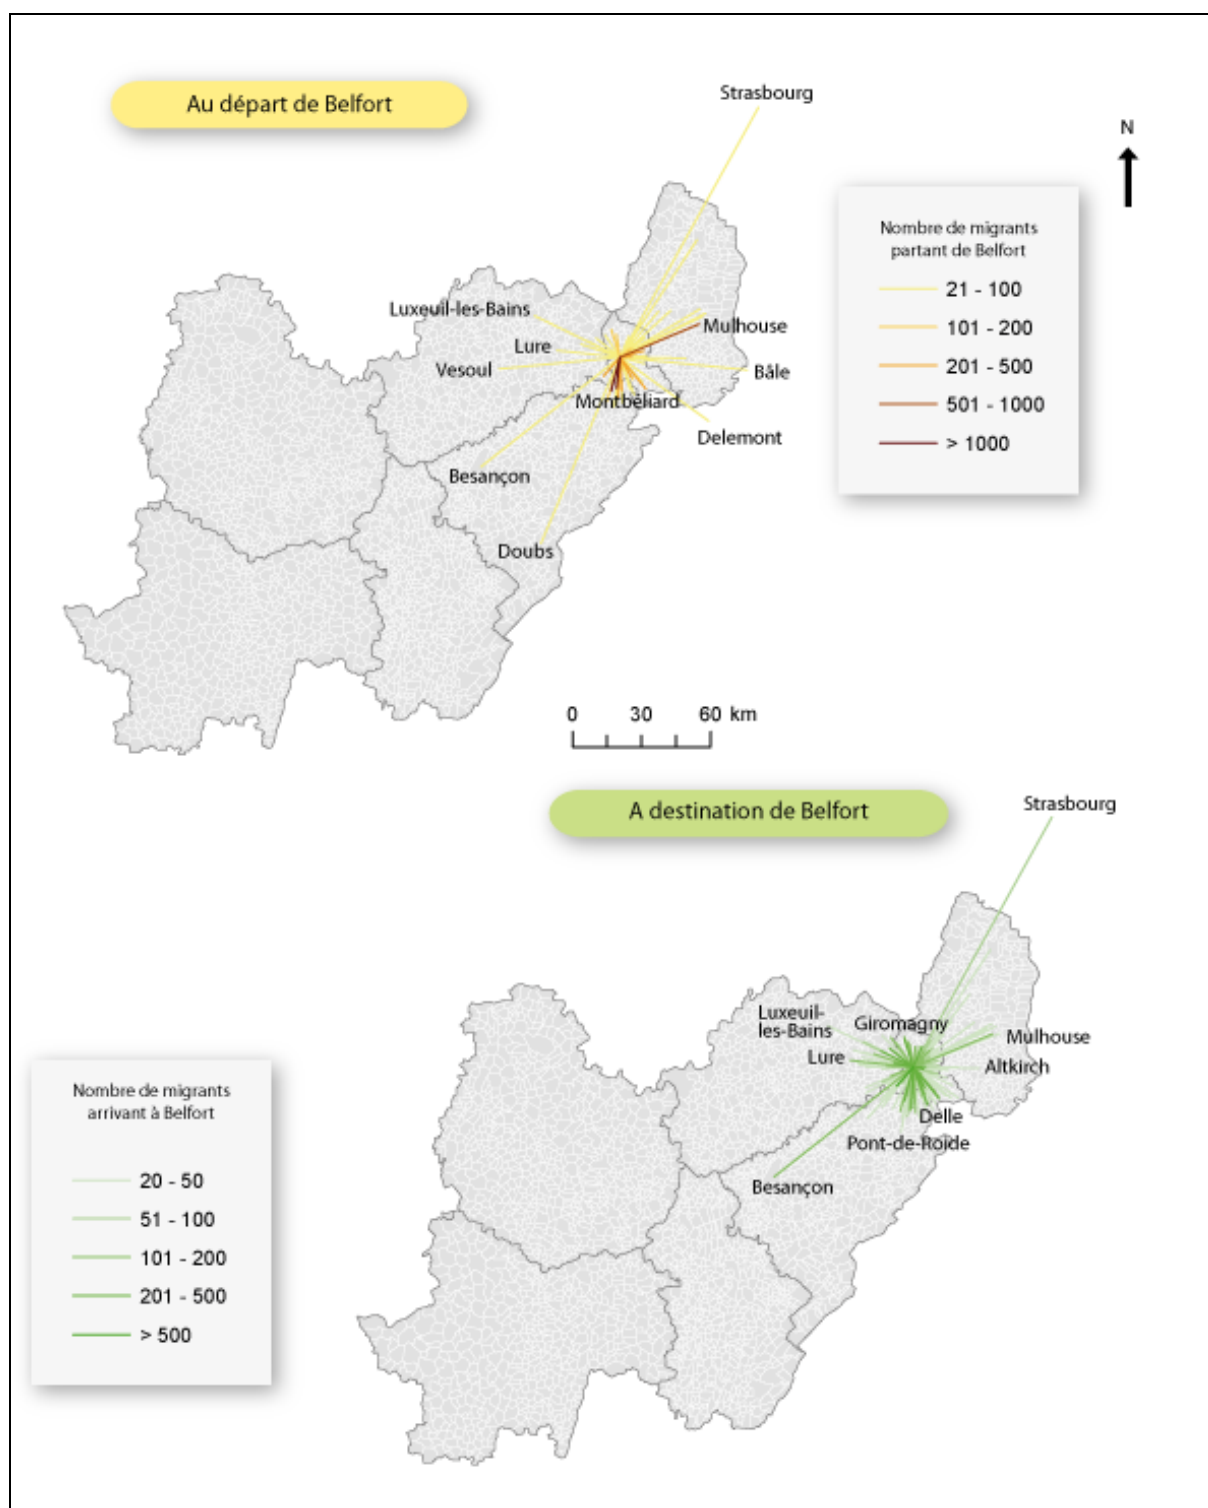 Au départ de Belfort
Strasbourg
N
Nombre de migrants
partant de Belfort
21 - 100
101 - 200
201 - 500
501 - 1000
> 1000
Luxeuil-les-Bains
Mulhouse
Lure
Vesoul
Bâle
Montbéliard
Delemont
Besançon
Doubs
0 30 60 km
A destination de Belfort
Strasbourg
Luxeuil-
les-Bains
Giromagny
Mulhouse
Lure
Altkirch
Delle
Pont-de-Roide
Besançon
Nombre de migrants
arrivant à Belfort
20 - 50
51 - 100
101 - 200
201 - 500
> 500